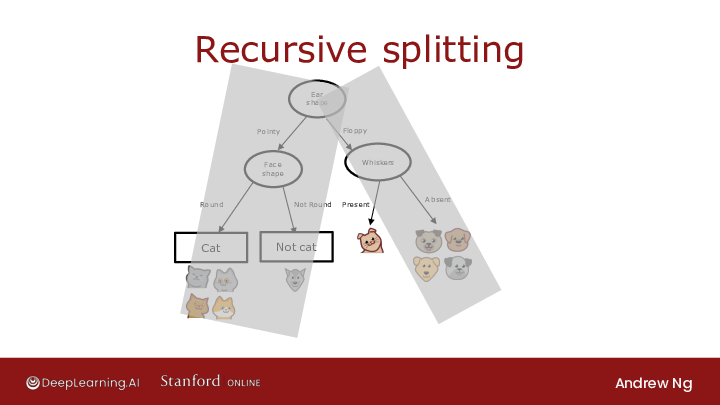 Recursive splitting
Ear
shape
Pointy
Floppy
Face
shape
Whiskers
Round
Not Round
Present
Absent
Cat
Not cat
DeepLearning.AI
Stanford ONLINE
Andrew Ng